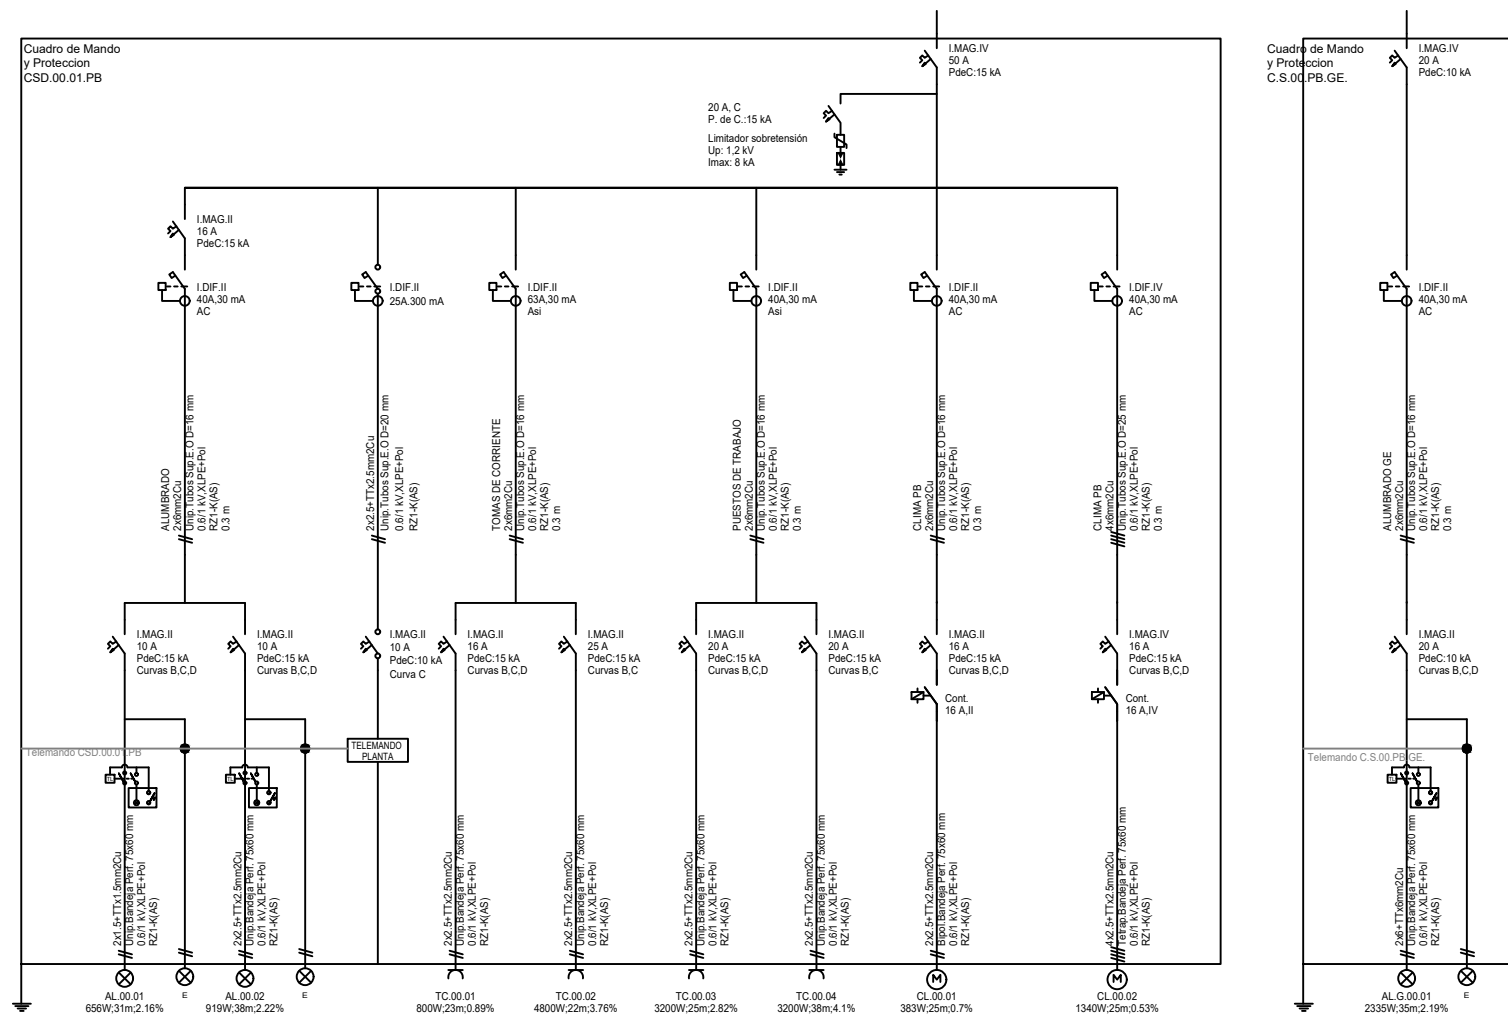 Cuadro de Mando
y Proteccion
CSD.00.01.PB
I.MAG.IV
50 A
PdeC:15 kA
Cuadro de Mando
y Proteccion
C.S.00.PB.GE.
I.MAG.IV
20 A
PdeC:10 kA
20 A, C
P. de C.:15 kA
Limitador sobretensión
Up: 1,2 kV
Imax: 8 kA
I.MAG.II
16 A
PdeC:15 kA
I.DIF.II
40A,30 mA
AC
I.DIF.II
25A.300 mA
I.DIF.II
63A,30 mA
Asi
I.DIF.II
40A,30 mA
Asi
I.DIF.II
40A,30 mA
AC
I.DIF.IV
40A,30 mA
AC
I.DIF.II
40A,30 mA
AC
ALUMBRADO
2x6mm2Cu
Unip.Tubos Sup.E.O D=16 mm
0.6/1 kV,XLPE+Pol
RZ1-K(AS)
0.3 m
2x2.5+TTx2.5mm2Cu
Unip.Tubos Sup.E.O D=20 mm
0.6/1 kV,XLPE+Pol
RZ1-K(AS)
TOMAS DE CORRIENTE
2x6mm2Cu
Unip.Tubos Sup.E.O D=16 mm
0.6/1 kV,XLPE+Pol
RZ1-K(AS)
0.3 m
PUESTOS DE TRABAJO
2x6mm2Cu
Unip.Tubos Sup.E.O D=16 mm
0.6/1 kV,XLPE+Pol
RZ1-K(AS)
0.3 m
CLIMA PB
2x6mm2Cu
Unip.Tubos Sup.E.O D=16 mm
0.6/1 kV,XLPE+Pol
RZ1-K(AS)
0.3 m
CLIMA PB
4x6mm2Cu
Unip.Tubos Sup.E.O D=25 mm
0.6/1 kV,XLPE+Pol
RZ1-K(AS)
0.3 m
ALUMBRADO GE
2x6mm2Cu
Unip.Tubos Sup.E.O D=16 mm
0.6/1 kV,XLPE+Pol
RZ1-K(AS)
0.3 m
I.MAG.II
10 A
PdeC:15 kA
Curvas B,C,D
I.MAG.II
10 A
PdeC:15 kA
Curvas B,C,D
I.MAG.II
10 A
PdeC:10 kA
Curva C
I.MAG.II
16 A
PdeC:15 kA
Curvas B,C,D
I.MAG.II
25 A
PdeC:15 kA
Curvas B,C
I.MAG.II
20 A
PdeC:15 kA
Curvas B,C,D
I.MAG.II
20 A
PdeC:15 kA
Curvas B,C
I.MAG.II
16 A
PdeC:15 kA
Curvas B,C,D
I.MAG.IV
16 A
PdeC:15 kA
Curvas B,C,D
I.MAG.II
20 A
PdeC:10 kA
Curvas B,C,D
Cont.
16 A,II
Cont.
16 A,IV
Telemando CSD.00.01.PB
TELEMANDO
PLANTA
Telemando C.S.00.PB.GE.
TL
TL
TL
2x1.5+TTx1.5mm2Cu
Unip.Bandeja Perf. 75x60 mm
0.6/1 kV,XLPE+Pol
RZ1-K(AS)
2x2.5+TTx2.5mm2Cu
Unip.Bandeja Perf. 75x60 mm
0.6/1 kV,XLPE+Pol
RZ1-K(AS)
2x2.5+TTx2.5mm2Cu
Unip.Bandeja Perf. 75x60 mm
0.6/1 kV,XLPE+Pol
RZ1-K(AS)
2x2.5+TTx2.5mm2Cu
Unip.Bandeja Perf. 75x60 mm
0.6/1 kV,XLPE+Pol
RZ1-K(AS)
2x2.5+TTx2.5mm2Cu
Unip.Bandeja Perf. 75x60 mm
0.6/1 kV,XLPE+Pol
RZ1-K(AS)
2x2.5+TTx2.5mm2Cu
Unip.Bandeja Perf. 75x60 mm
0.6/1 kV,XLPE+Pol
RZ1-K(AS)
2x2.5+TTx2.5mm2Cu
Bipol.Bandeja Perf. 75x60 mm
0.6/1 kV,XLPE+Pol
RZ1-K(AS)
4x2.5+TTx2.5mm2Cu
Tetrap.Bandeja Perf. 75x60 mm
0.6/1 kV,XLPE+Pol
RZ1-K(AS)
2x6+TTx6mm2Cu
Unip.Bandeja Perf. 75x60 mm
0.6/1 kV,XLPE+Pol
RZ1-K(AS)
M
M
AL.00.01
656W;31m;2.16%
E
AL.00.02
919W;38m;2.22%
E
TC.00.01
800W;23m;0.89%
TC.00.02
4800W;22m;3.76%
TC.00.03
3200W;25m;2.82%
TC.00.04
3200W;38m;4.1%
CL.00.01
383W;25m;0.7%
CL.00.02
1340W;25m;0.53%
AL.G.00.01
2335W;35m;2.19%
E